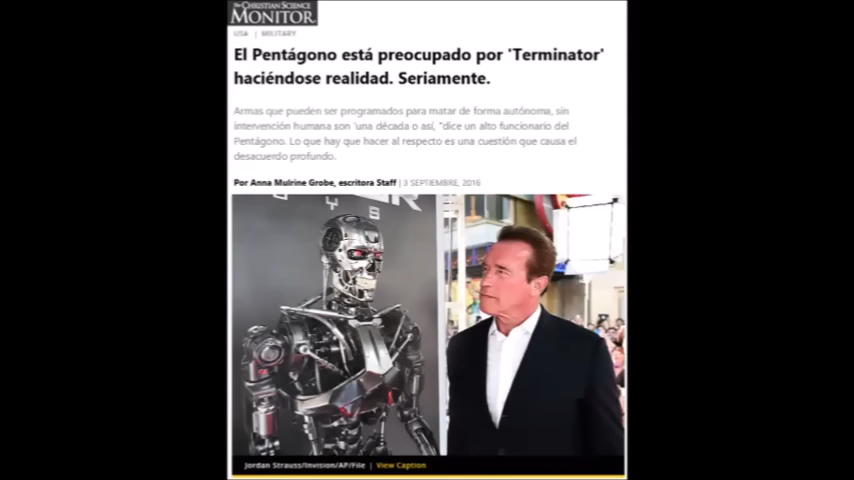 The CHRISTIAN SCIENCE
MONITOR
USA | MILITARY
El Pentágono está preocupado por 'Terminator'
haciéndose realidad. Seriamente.
Armas que pueden ser programados para matar de forma autónoma, sin
intervención humana son 'una década o así, "dice un alto funcionario del
Pentágono. Lo que hay que hacer al respecto es una cuestión que causa el
desacuerdo profundo.
Por Anna Mulrine Grobe, escritora Staff | 3 SEPTIEMBRE, 2016
Jordan Strauss/Invision/AP/File | View Caption